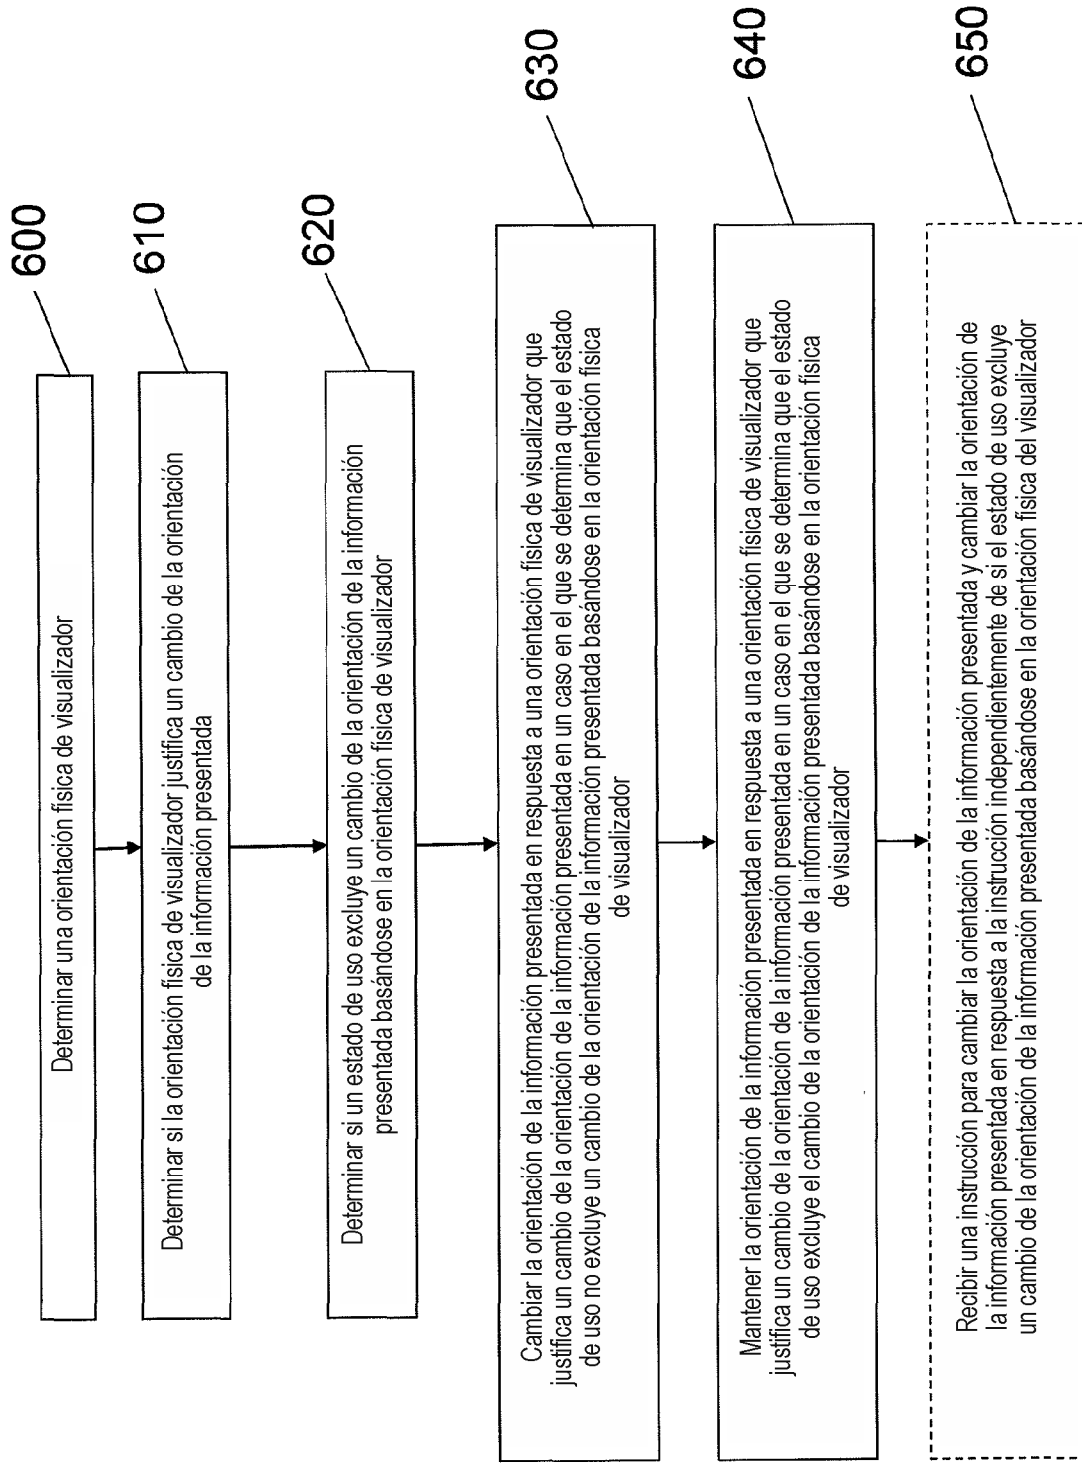 600
Determinar una orientación física de visualizador
610
Determinar si la orientación física de visualizador justifica un cambio de la orientación
de la información presentada
620
Determinar si un estado de uso excluye un cambio de la orientación de la información
presentada basándose en la orientación física de visualizador
630
Cambiar la orientación de la información presentada en respuesta a una orientación física de visualizador que
justifica un cambio de la orientación de la información presentada en un caso en el que se determina que el estado
de uso no excluye un cambio de la orientación de la información presentada basándose en la orientación física
de visualizador
640
Mantener la orientación de la información presentada en respuesta a una orientación física de visualizador que
justifica un cambio de la orientación de la información presentada en un caso en el que se determina que el estado
de uso excluye el cambio de la orientación de la información presentada basándose en la orientación física
de visualizador
650
Recibir una instrucción para cambiar la orientación de la información presentada y cambiar la orientación de
la información presentada en respuesta a la instrucción independientemente de si el estado de uso excluye
un cambio de la orientación de la información presentada basándose en la orientación física del visualizador